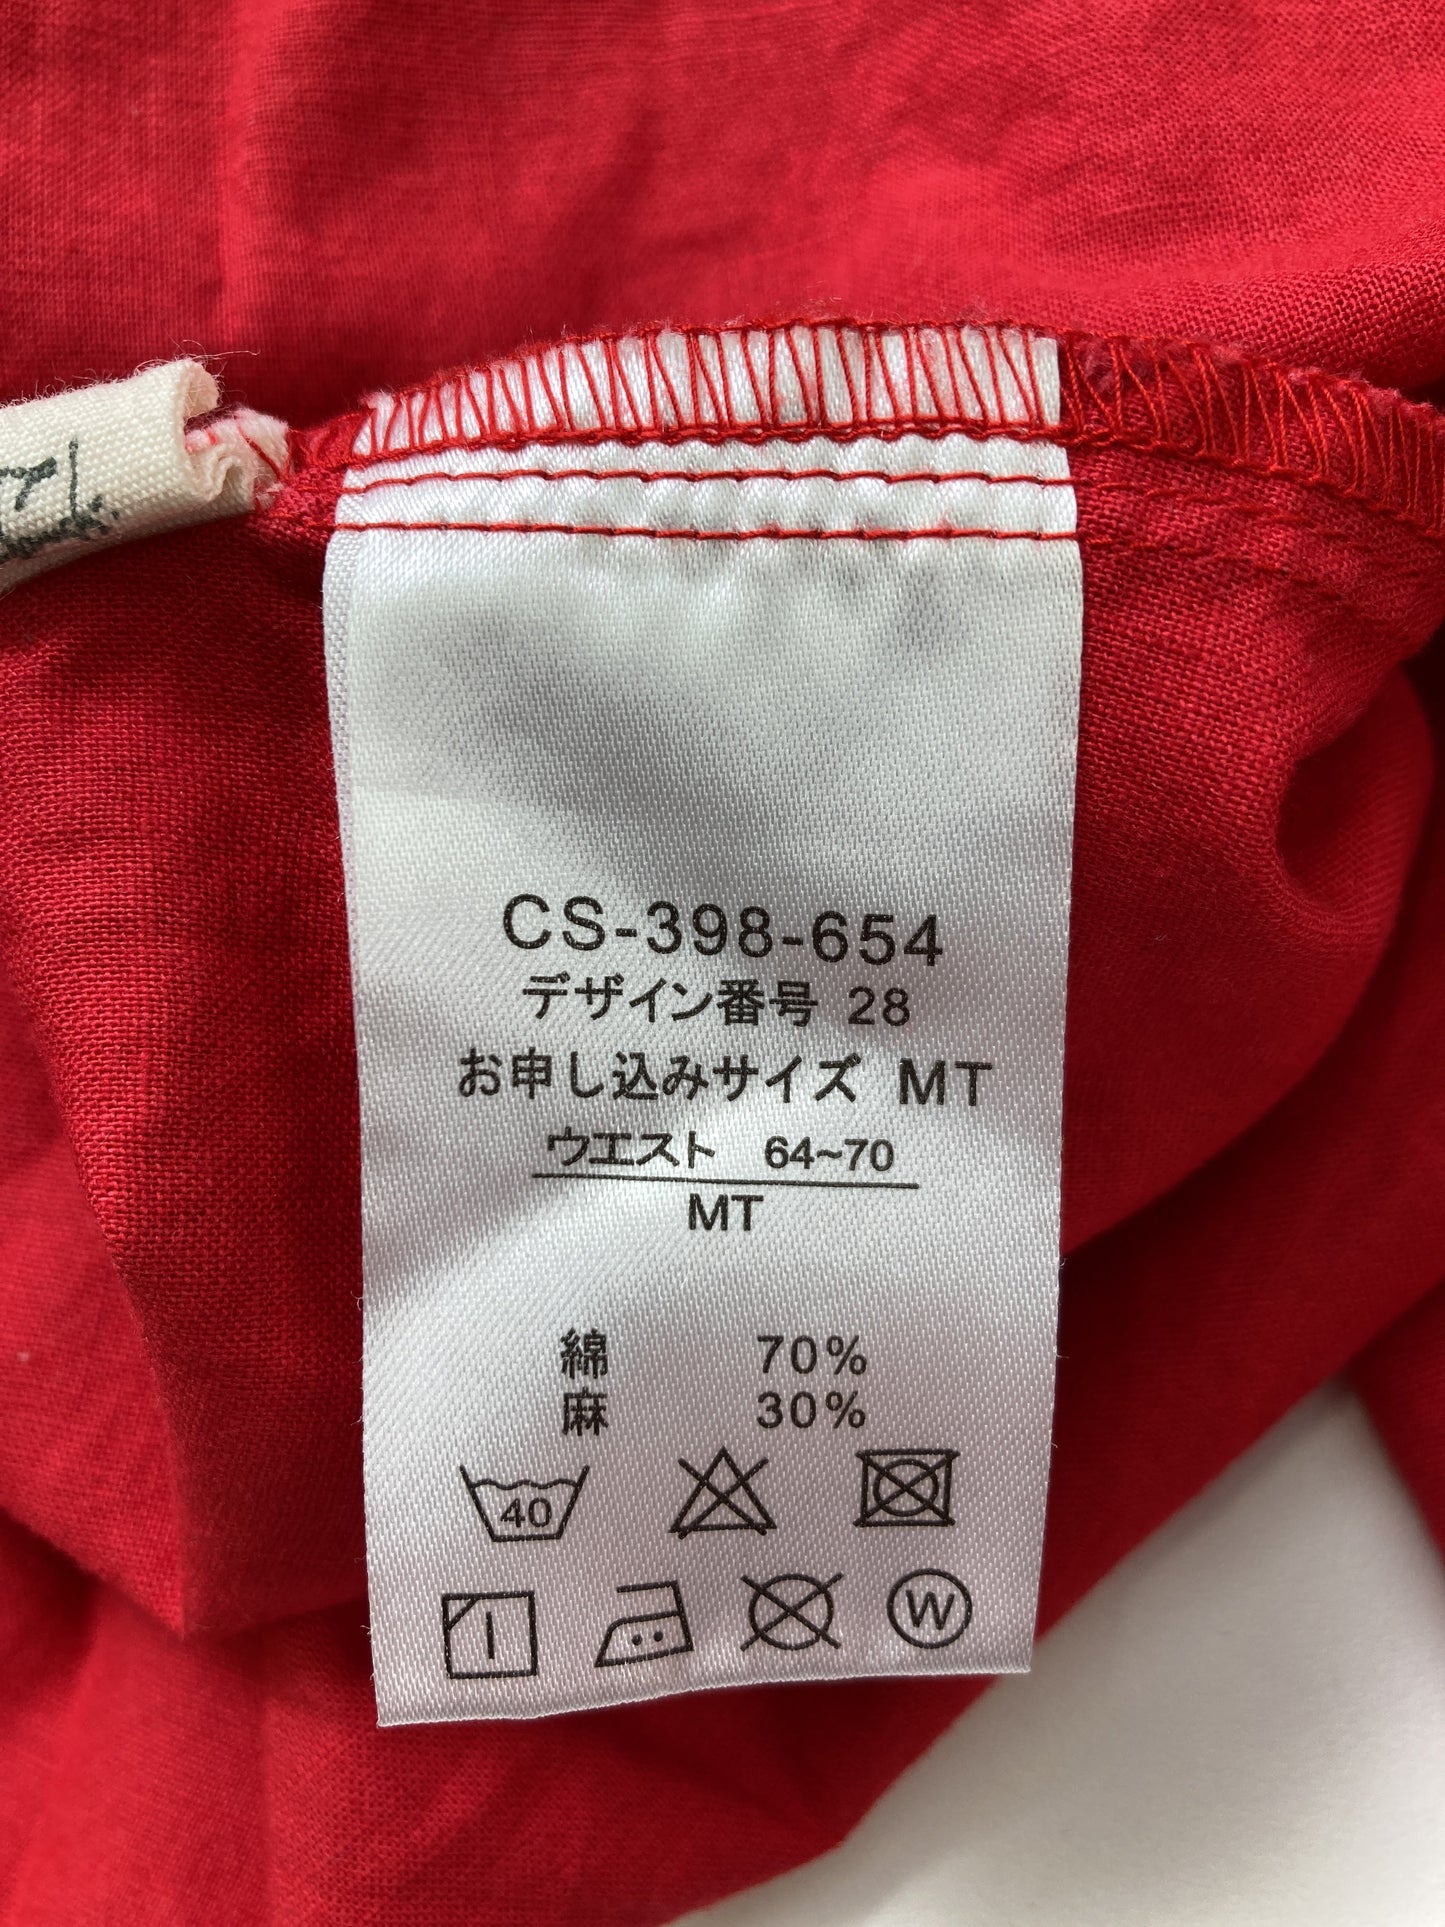 CS-398-654
デザイン番号 28
お申し込みサイズ MT
ウエスト 64~70
MT
綿 70%
麻 30%
40
W